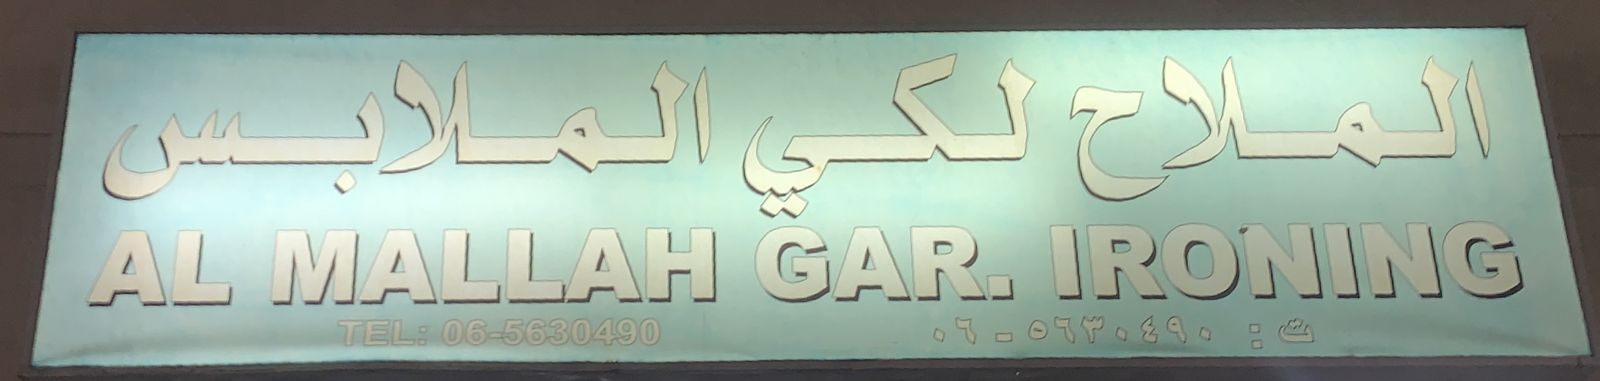 الملاح لكي الملابس
AL MALLAH GAR. IRONING
TEL: 06-5630490
ت : ٥٦٣٠٤٩٠ - ٠٦